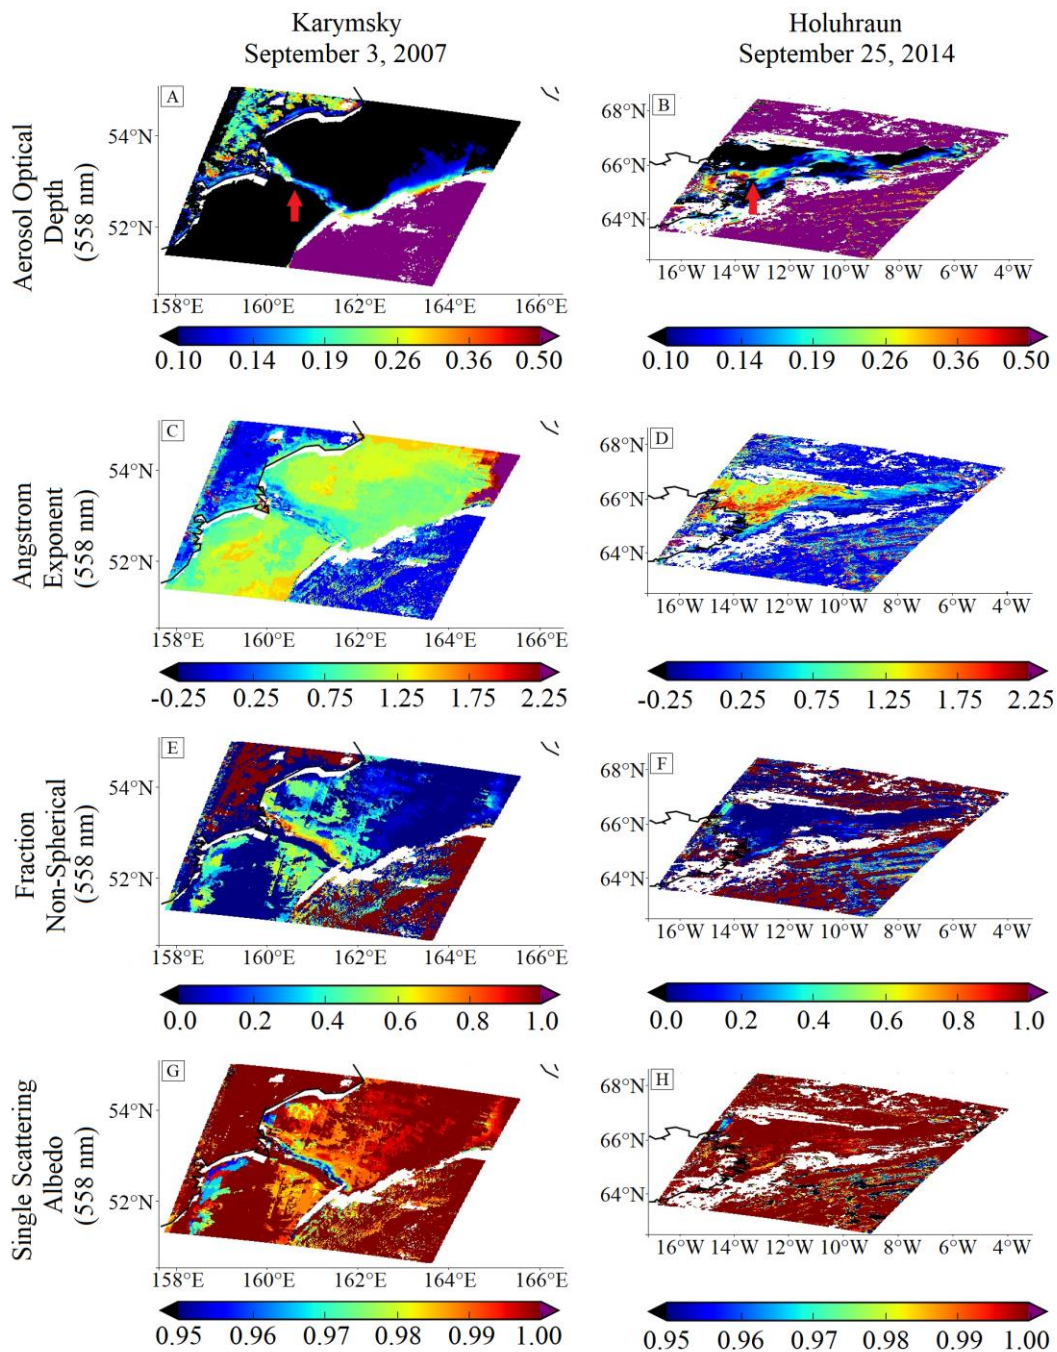 Karymsky
September 3, 2007
Holuhraun
September 25, 2014
Aerosol Optical
Depth
(558 nm)
A
54°N
52°N
158°E 160°E 162°E 164°E 166°E
0.10 0.14 0.19 0.26 0.36 0.50
B
68°N
66°N
64°N
16°W 14°W 12°W 10°W 8°W 6°W 4°W
0.10 0.14 0.19 0.26 0.36 0.50
Angstrom
Exponent
(558 nm)
C
54°N
52°N
158°E 160°E 162°E 164°E 166°E
-0.25 0.25 0.75 1.25 1.75 2.25
D
68°N
66°N
64°N
16°W 14°W 12°W 10°W 8°W 6°W 4°W
-0.25 0.25 0.75 1.25 1.75 2.25
Fraction
Non-Spherical
(558 nm)
E
54°N
52°N
158°E 160°E 162°E 164°E 166°E
0.0 0.2 0.4 0.6 0.8 1.0
F
68°N
66°N
64°N
16°W 14°W 12°W 10°W 8°W 6°W 4°W
0.0 0.2 0.4 0.6 0.8 1.0
Single Scattering
Albedo
(558 nm)
G
54°N
52°N
158°E 160°E 162°E 164°E 166°E
0.95 0.96 0.97 0.98 0.99 1.00
H
68°N
66°N
64°N
16°W 14°W 12°W 10°W 8°W 6°W 4°W
0.95 0.96 0.97 0.98 0.99 1.00